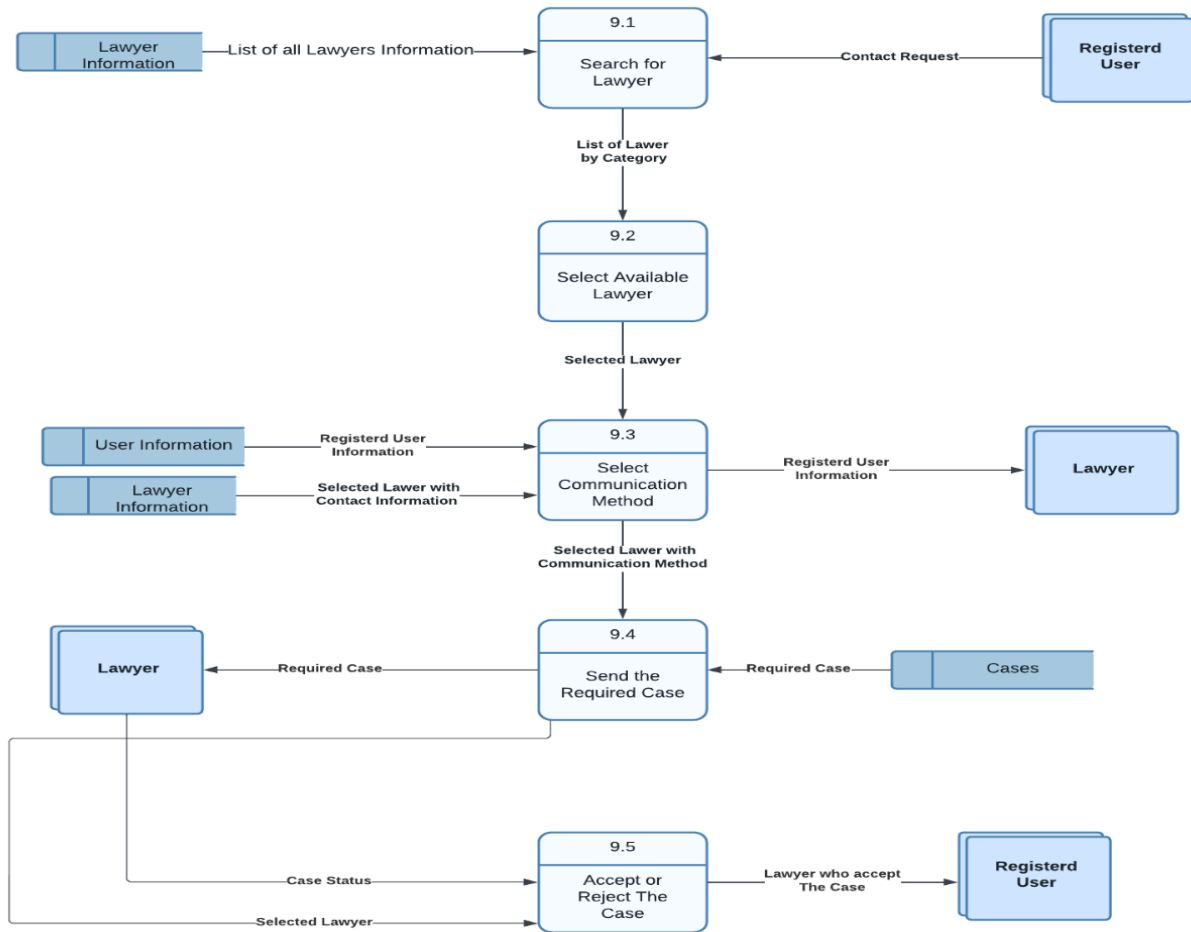 9.1
Lawyer
Information
List of all Lawyers Information
Search for
Lawyer
Contact Request
Registerd
User
List of Lawer
by Category
9.2
Select Available
Lawyer
Selected Lawyer
User Information
Registerd User
Information
9.3
Select
Communication
Method
Registerd User
Information
Lawyer
Lawyer
Information
Selected Lawer with
Contact Information
Selected Lawer with
Communication Method
9.4
Send the
Required Case
Lawyer
Required Case
Required Case
Cases
9.5
Accept or
Reject The
Case
Case Status
Selected Lawyer
Lawyer who accept
The Case
Registerd
User